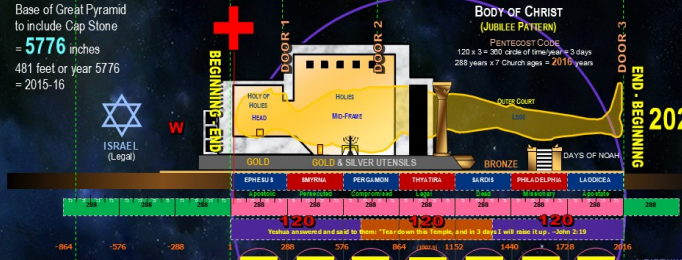 Base of Great Pyramid
to include Cap Stone
= 5776 inches
481 feet or year 5776
= 2015-16
ISRAEL
(Legal)
W
BEGINNING - END
DOOR 1
DOOR 2
DOOR 3
BODY OF CHRIST
(JUBILEE PATTERN)
PENTECOST CODE
120 x 3 = 360 circle of time/year = 3 days
288 years x 7 Church ages = 2016 years
END - BEGINNING
202
HOLY OF
HOLIES
HEAD
HOLIES
MID-FRAME
OUTER COURT
LEGS
GOLD
GOLD & SILVER UTENSILS
BRONZE
DAYS OF NOAH
EPHESUS
SMYRNA
PERGAMON
THYATIRA
SARDIS
PHILADELPHIA
LAODICEA
Apostolic
Persecuted
Compromised
Legal
Dead
Missionary
Apostate
288 288 288 288 288 288 288 288 288 288 288
120 120 120
Yeshua answered and said to them: "Tear down this Temple, and in 3 days I will raise it up. -John 2:19
-864 -576 -288 1 288 576 864 1152 1440 1728 2016